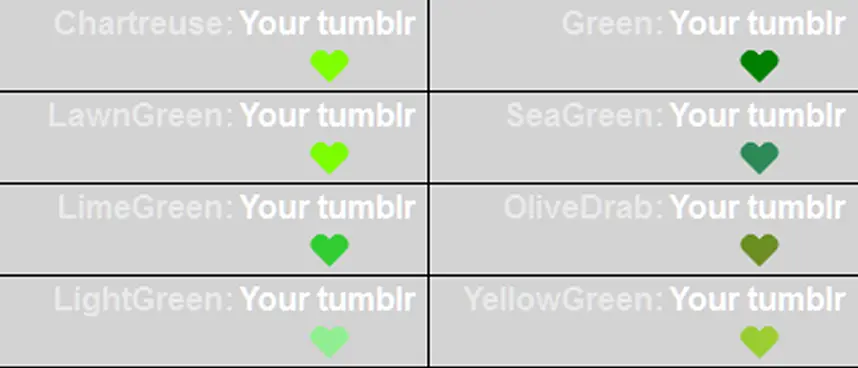 Chartreuse: Your tumblr
Green: Your tumblr
LawnGreen: Your tumblr
SeaGreen: Your tumblr
LimeGreen: Your tumblr
OliveDrab: Your tumblr
LightGreen: Your tumblr
YellowGreen: Your tumblr